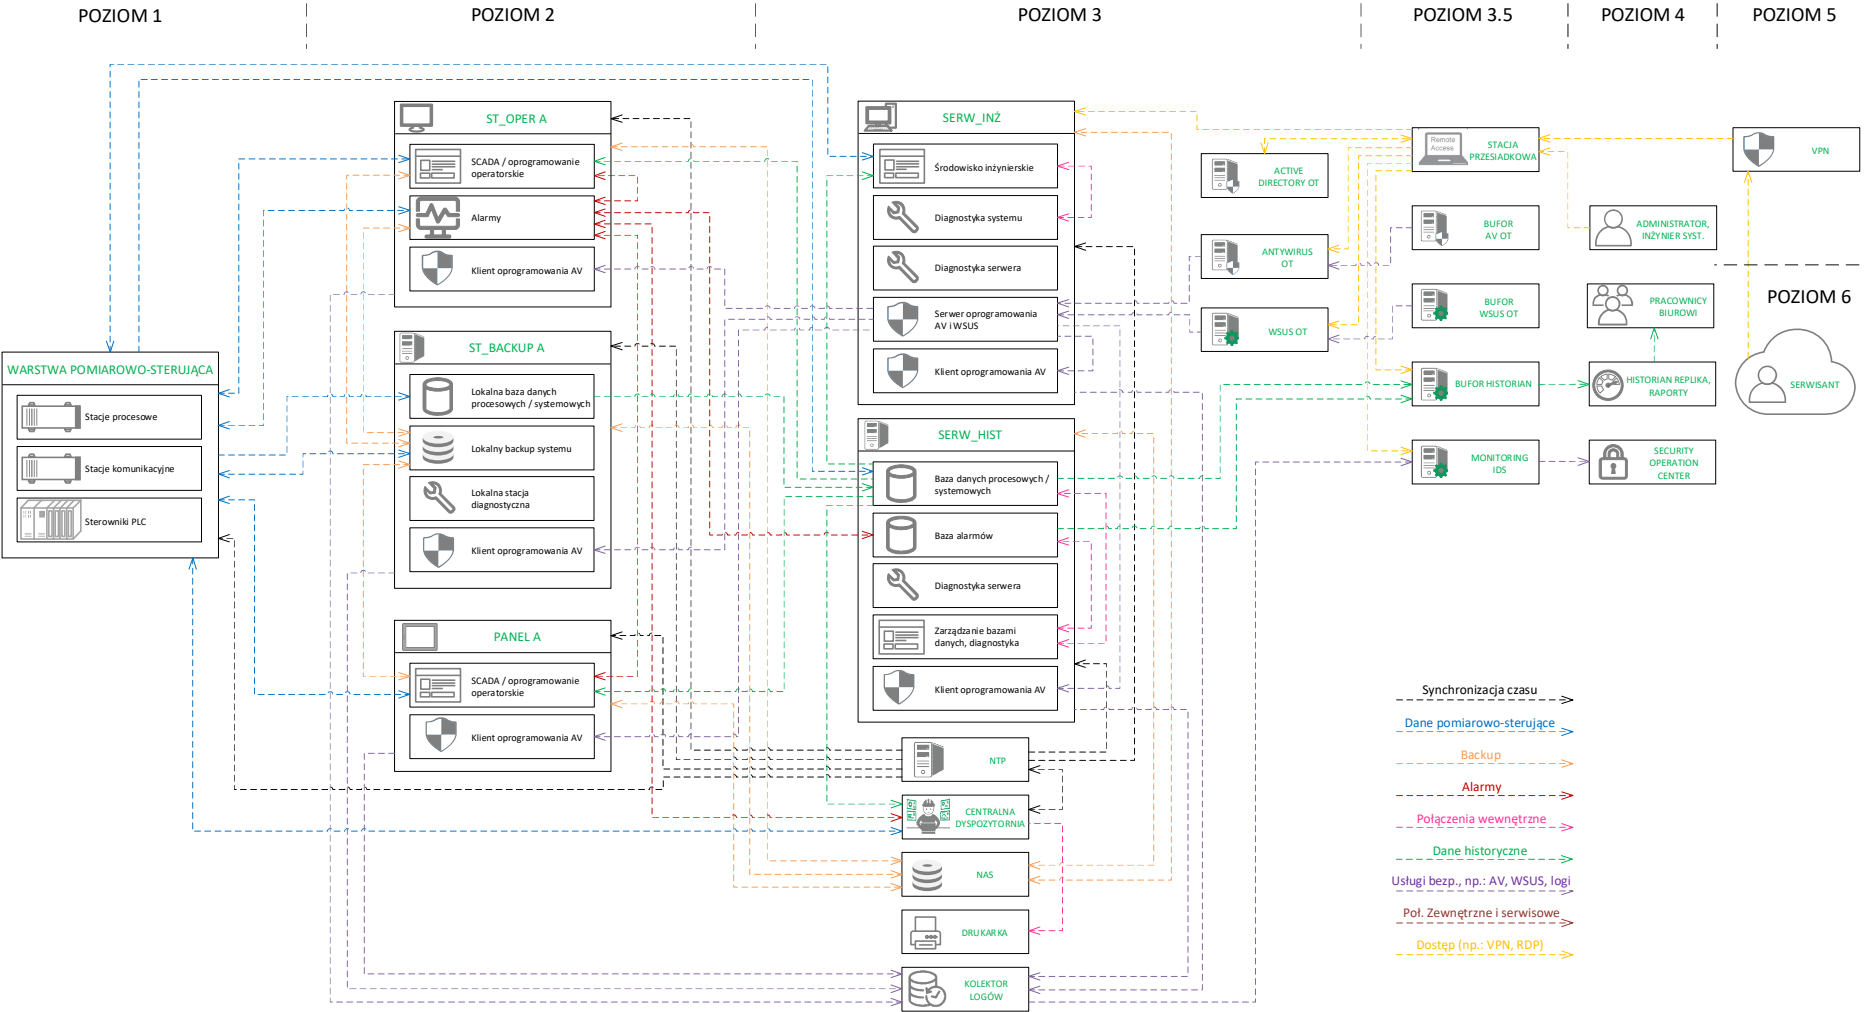 POZIOM 1
POZIOM 2
POZIOM 3
POZIOM 3.5
POZIOM 4
POZIOM 5
WARSTWA POMIAROWO-STERUJĄCA
Stacje procesowe
Stacje komunikacyjne
Sterowniki PLC
ST_OPER A
SCADA / oprogramowanie
operatorskie
Alarmy
Klient oprogramowania AV
ST_BACKUP A
Lokalna baza danych
procesowych / systemowych
Lokalny backup systemu
Lokalna stacja
diagnostyczna
Klient oprogramowania AV
PANEL A
SCADA / oprogramowanie
operatorskie
Klient oprogramowania AV
SERW_INŻ
Środowisko inżynierskie
Diagnostyka systemu
Diagnostyka serwera
Serwer oprogramowania
AV i WSUS
Klient oprogramowania AV
SERW_HIST
Baza danych procesowych /
systemowych
Baza alarmów
Diagnostyka serwera
Zarządzanie bazami
danych, diagnostyka
Klient oprogramowania AV
NTP
CENTRALNA
DYSPOZYTORNIA
NAS
DRUKARKA
KOLEKTOR
LOGÓW
ACTIVE
DIRECTORY OT
ANTYWIRUS
OT
WSUS OT
Remote
Access
STACJA
PRZESIADKOWA
BUFOR
AV OT
BUFOR
WSUS OT
BUFOR HISTORIAN
MONITORING
IDS
ADMINISTRATOR,
INŻYNIER SYST.
PRACOWNICY
BIUROWI
HISTORIAN REPLIKA,
RAPORTY
SECURITY
OPERATION
CENTER
VPN
POZIOM 6
SERWISANT
Synchronizacja czasu
Dane pomiarowo-sterujące
Backup
Alarmy
Połączenia wewnętrzne
Dane historyczne
Usługi bezp., np.: AV, WSUS, logi
Poł. Zewnętrzne i serwisowe
Dostęp (np.: VPN, RDP)